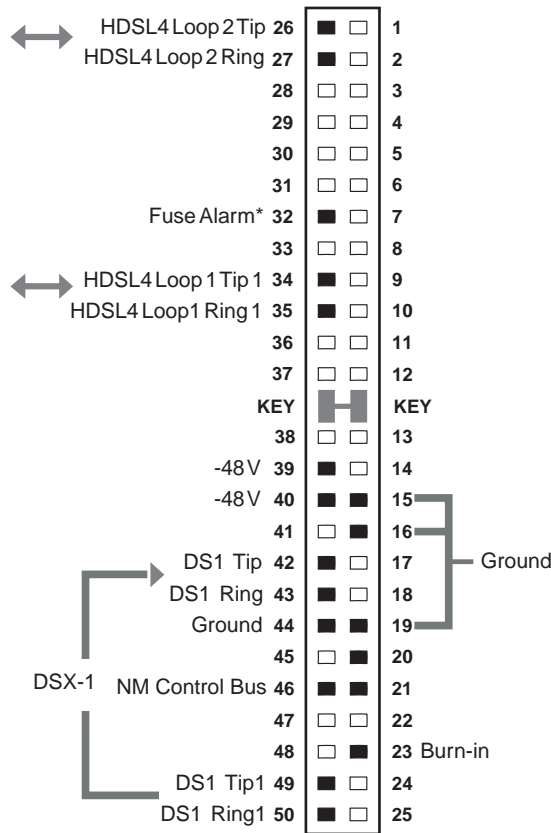 HDSL4 Loop 2 Tip 26 1
HDSL4 Loop 2 Ring 27 2
28 3
29 4
30 5
31 6
Fuse Alarm* 32 7
33 8
HDSL4 Loop 1 Tip 1 34 9
HDSL4 Loop1 Ring 1 35 10
36 11
37 12
KEY KEY
38 13
-48 V 39 14
-48 V 40 15
41 16
DS1 Tip 42 17 Ground
DS1 Ring 43 18
Ground 44 19
45 20
DSX-1 NM Control Bus 46 21
47 22
48 23 Burn-in
DS1 Tip1 49 24
DS1 Ring1 50 25